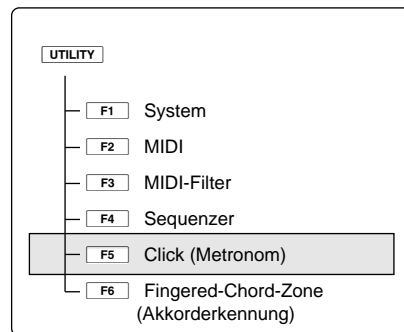 UTILITY
F1 System
F2 MIDI
F3 MIDI-Filter
F4 Sequenzer
F5 Click (Metronom)
F6 Fingered-Chord-Zone
(Akkorderkennung)